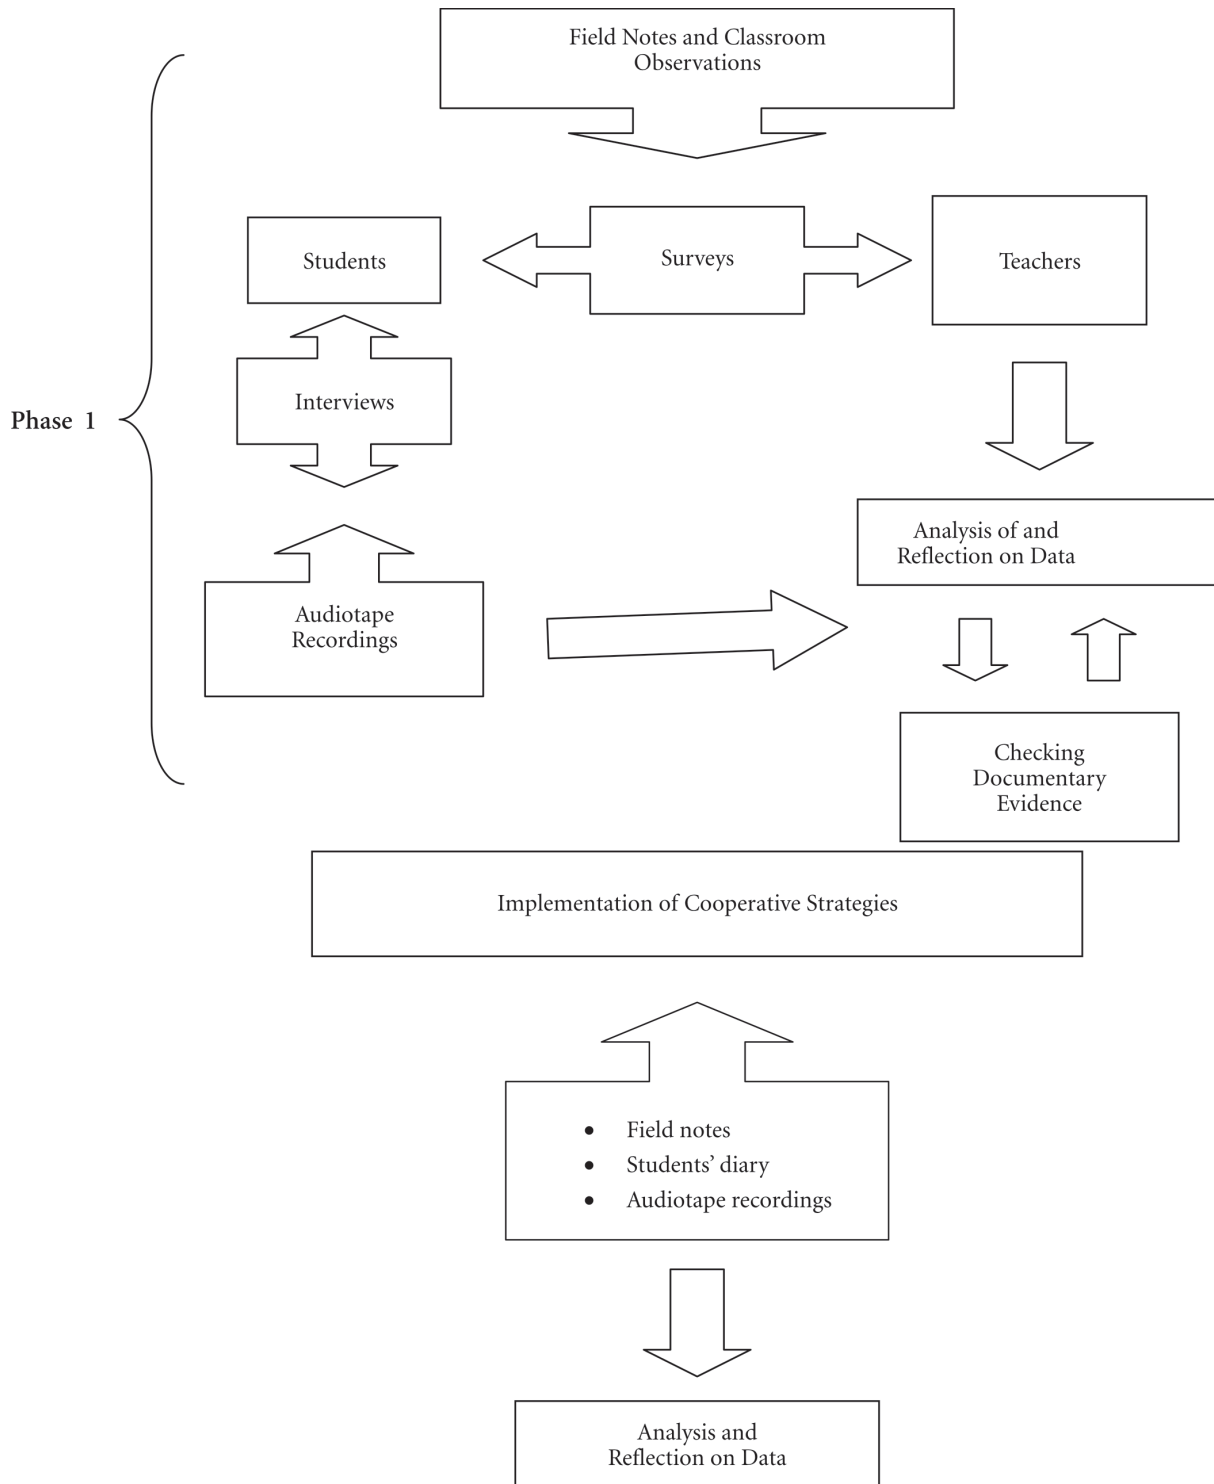 Field Notes and Classroom
Observations
Students
Surveys
Teachers
Interviews
Phase 1
Analysis of and
Reflection on Data
Audiotape
Recordings
Checking
Documentary
Evidence
Implementation of Cooperative Strategies
• Field notes
• Students’ diary
• Audiotape recordings
Analysis and
Reflection on Data